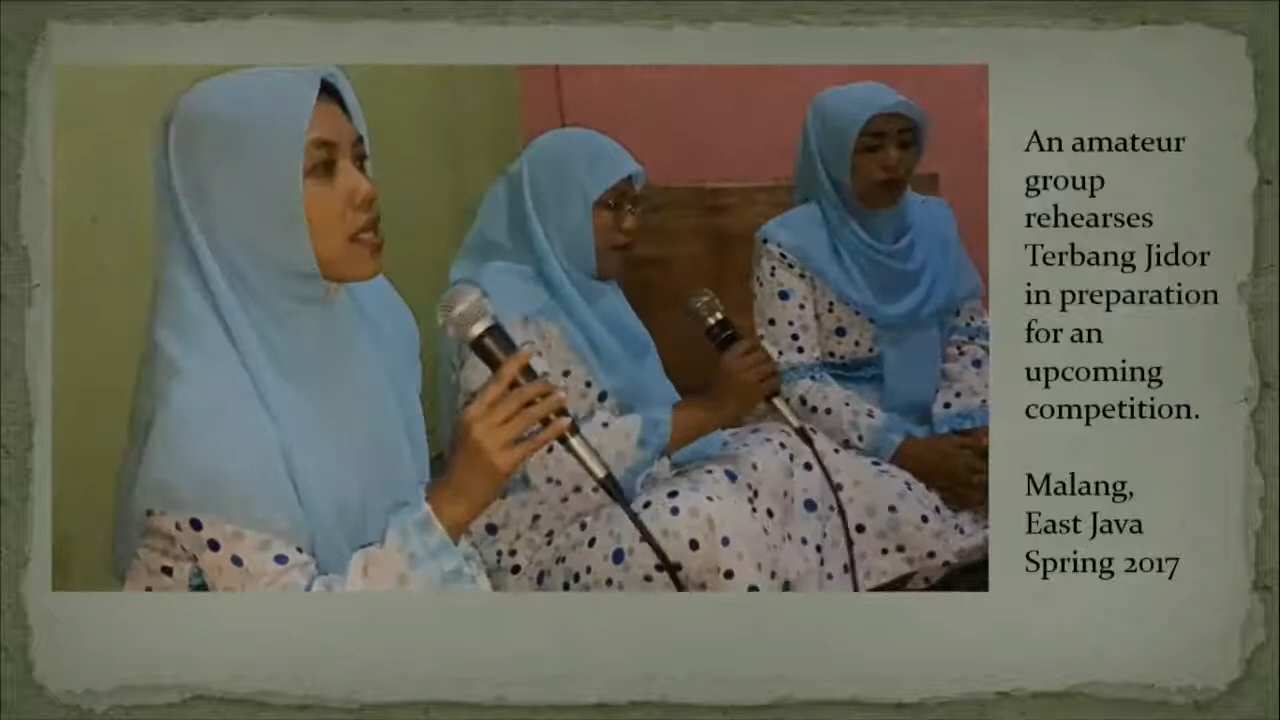 An amateur
group
rehearses
Terbang Jidor
in preparation
for an
upcoming
competition.
Malang,
East Java
Spring 2017